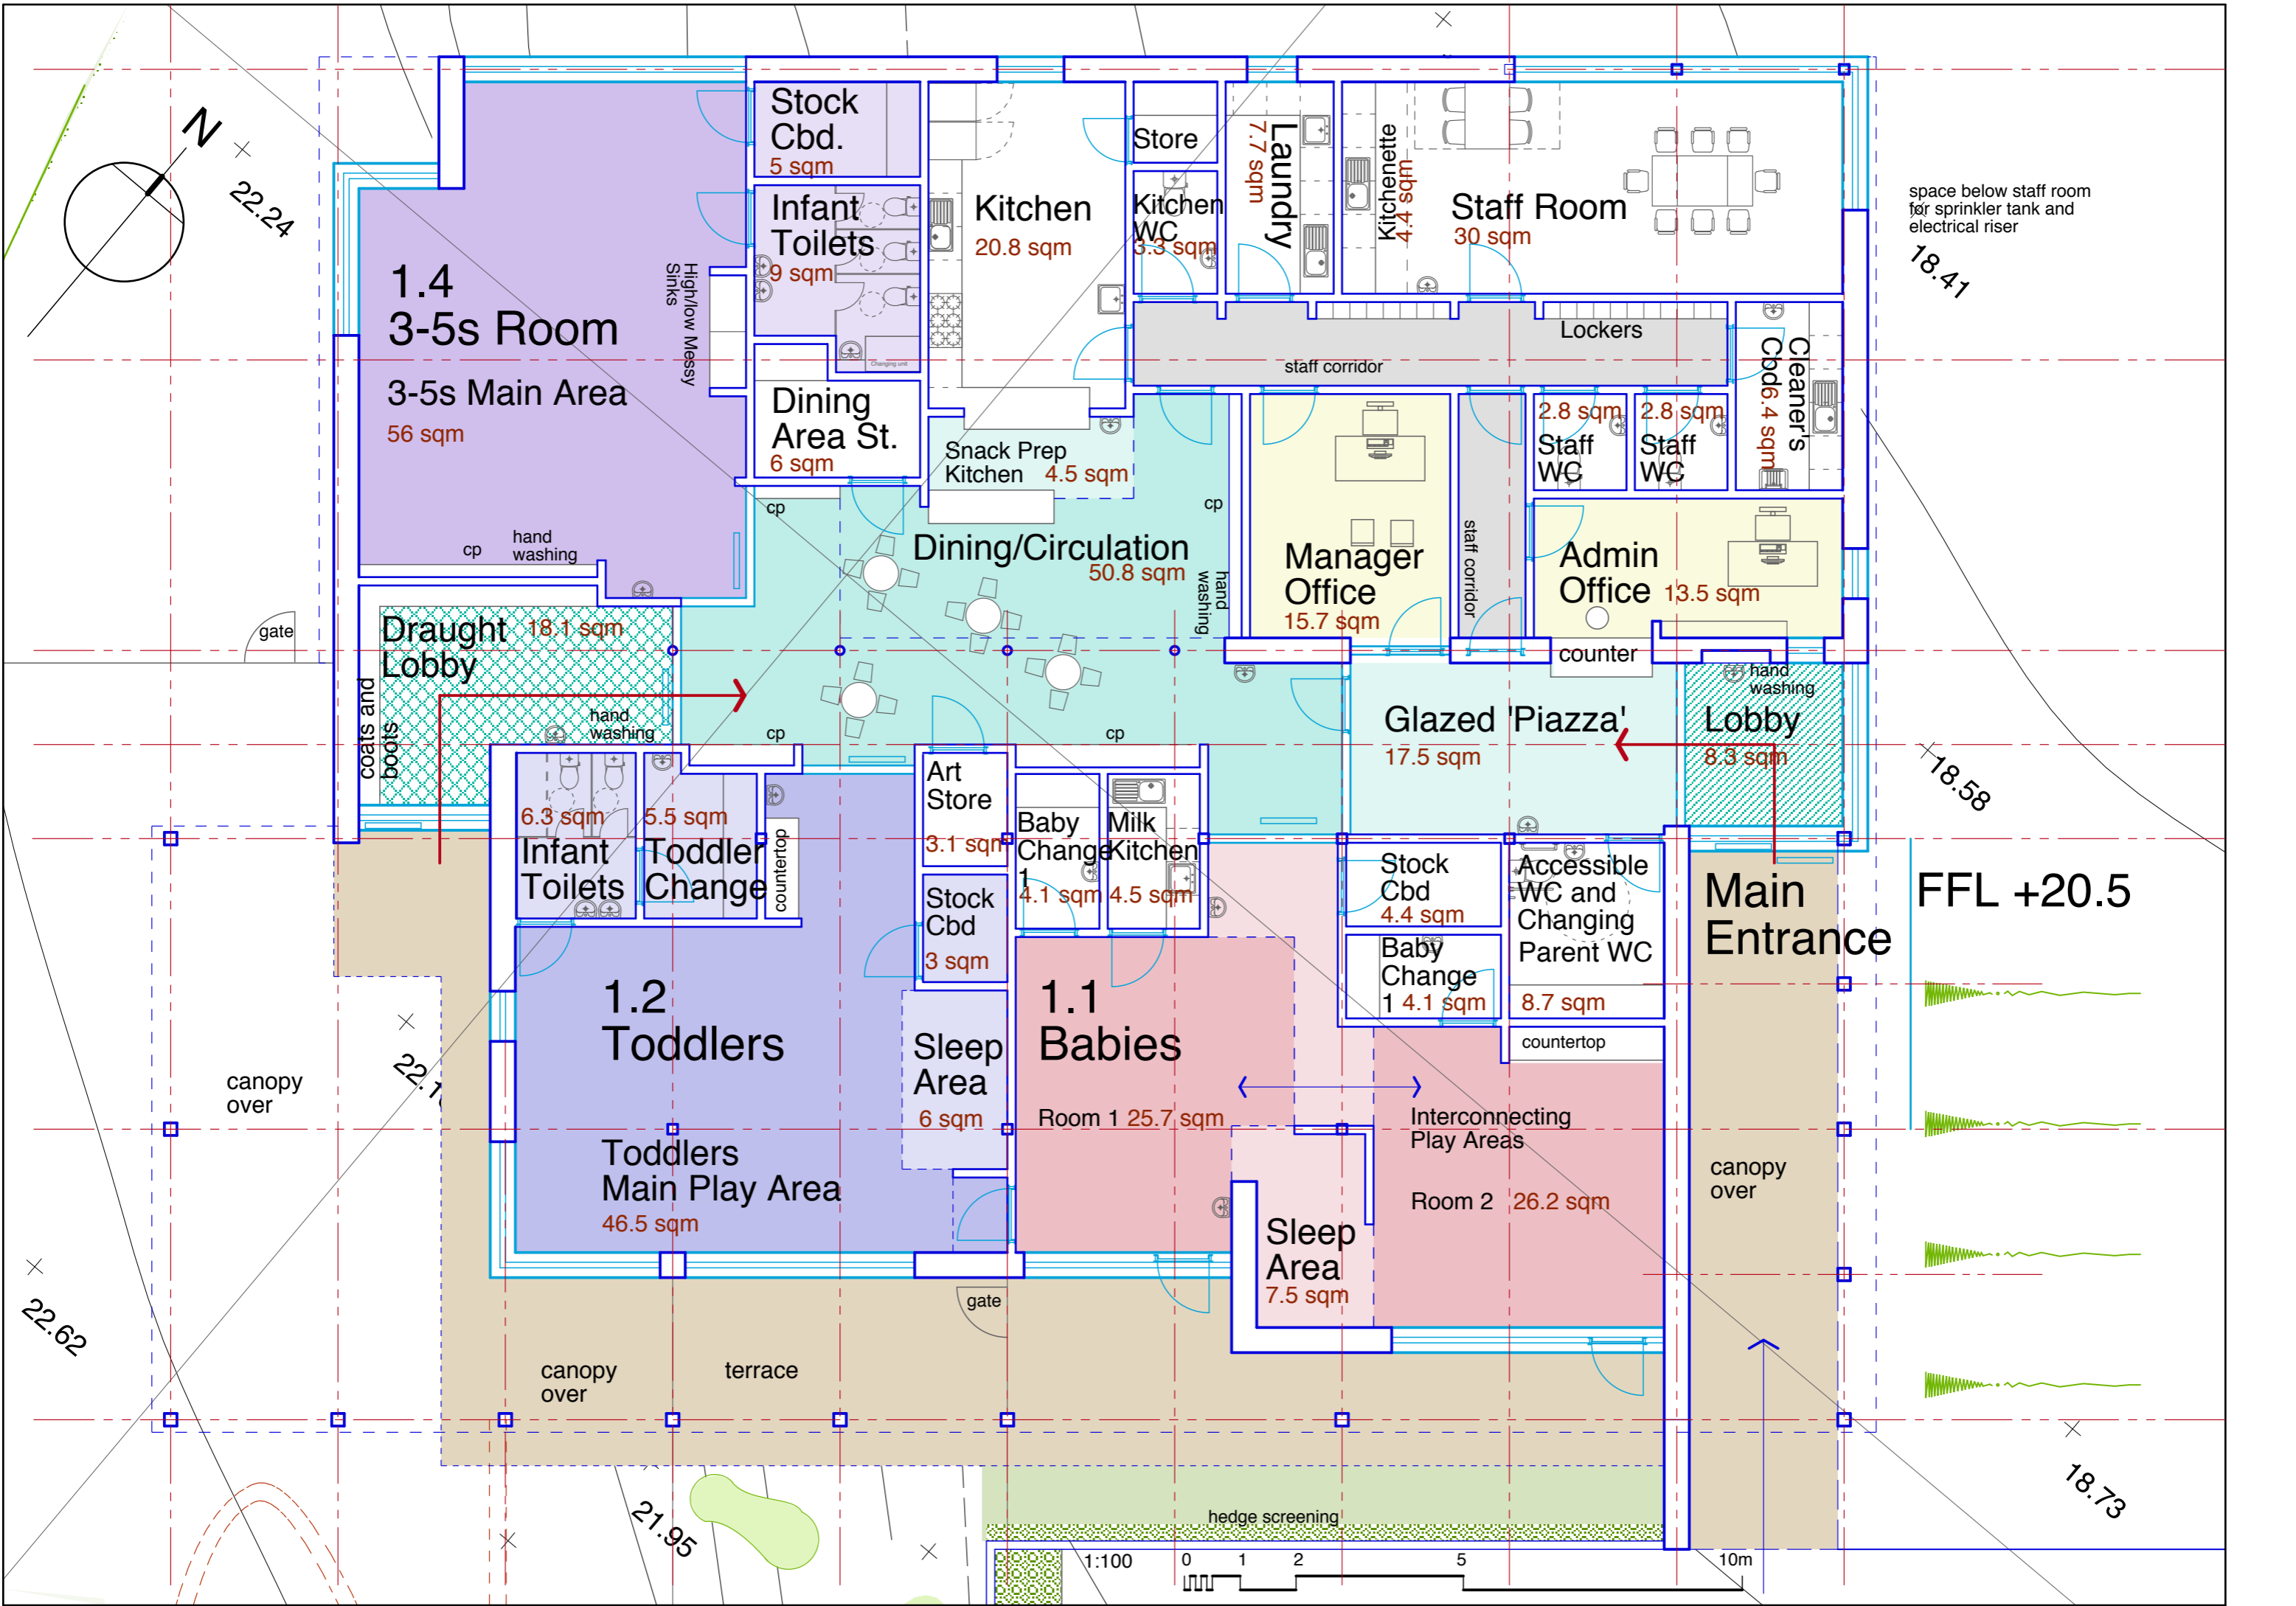 N
22.24
Stock
Cbd.
5 sqm
Infant
Toilets
9 sqm
High/low Messy
Sinks
1.4
3-5s Room
3-5s Main Area
56 sqm
cp
hand
washing
Changing unit
Dining
Area St.
6 sqm
Kitchen
20.8 sqm
Store
Kitchen
WC
3.3 sqm
Laundry
7.7 sqm
Kitchenette
4.4 sqm
Staff Room
30 sqm
space below staff room
for sprinkler tank and
electrical riser
18.41
Lockers
staff corridor
Cleaner's
Cbd
6.4 sqm
Snack Prep
Kitchen 4.5 sqm
cp
cp
Dining/Circulation
50.8 sqm
hand
washing
Manager
Office
15.7 sqm
staff corridor
2.8 sqm
Staff
WC
2.8 sqm
Staff
WC
Admin
Office 13.5 sqm
counter
gate
Draught 18.1 sqm
Lobby
coats and
boots
hand
washing
cp
cp
Glazed 'Piazza'
17.5 sqm
hand
washing
Lobby
8.3 sqm
18.58
6.3 sqm
Infant
Toilets
5.5 sqm
Toddler
Change
countertop
Art
Store
3.1 sqm
Stock
Cbd
3 sqm
Baby
Change
1
4.1 sqm
Milk
Kitchen
4.5 sqm
Stock
Cbd
4.4 sqm
Baby
Change
1 4.1 sqm
Accessible
WC and
Changing
Parent WC
8.7 sqm
countertop
Main
Entrance
FFL +20.5
canopy
over
22.1
1.2
Toddlers
Sleep
Area
6 sqm
Toddlers
Main Play Area
46.5 sqm
1.1
Babies
Room 1 25.7 sqm
Interconnecting
Play Areas
Room 2 26.2 sqm
Sleep
Area
7.5 sqm
canopy
over
gate
22.62
canopy
over
terrace
21.95
hedge screening
18.73
1:100 0 1 2 5 10m